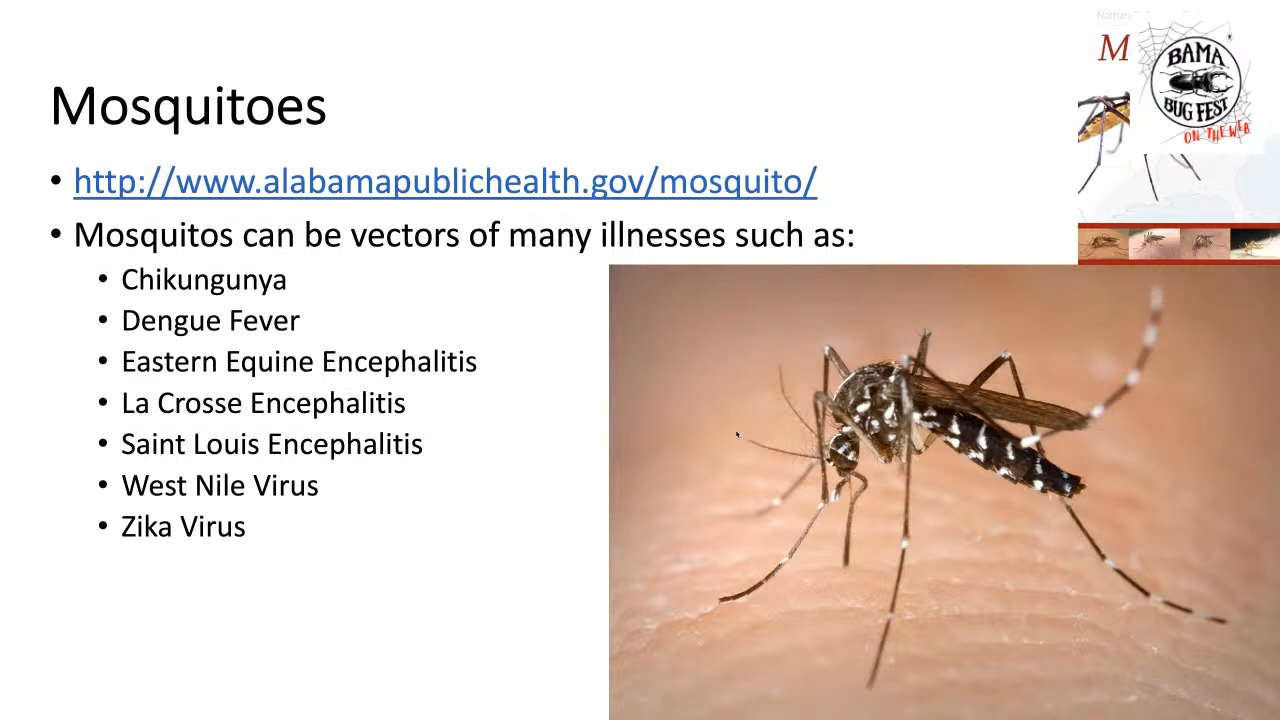 Nathan
M
BAMA
BUG FEST
ON THE WEB
Mosquitoes
• http://www.alabamapublichealth.gov/mosquito/
• Mosquitos can be vectors of many illnesses such as:
• Chikungunya
• Dengue Fever
• Eastern Equine Encephalitis
• La Crosse Encephalitis
• Saint Louis Encephalitis
• West Nile Virus
• Zika Virus